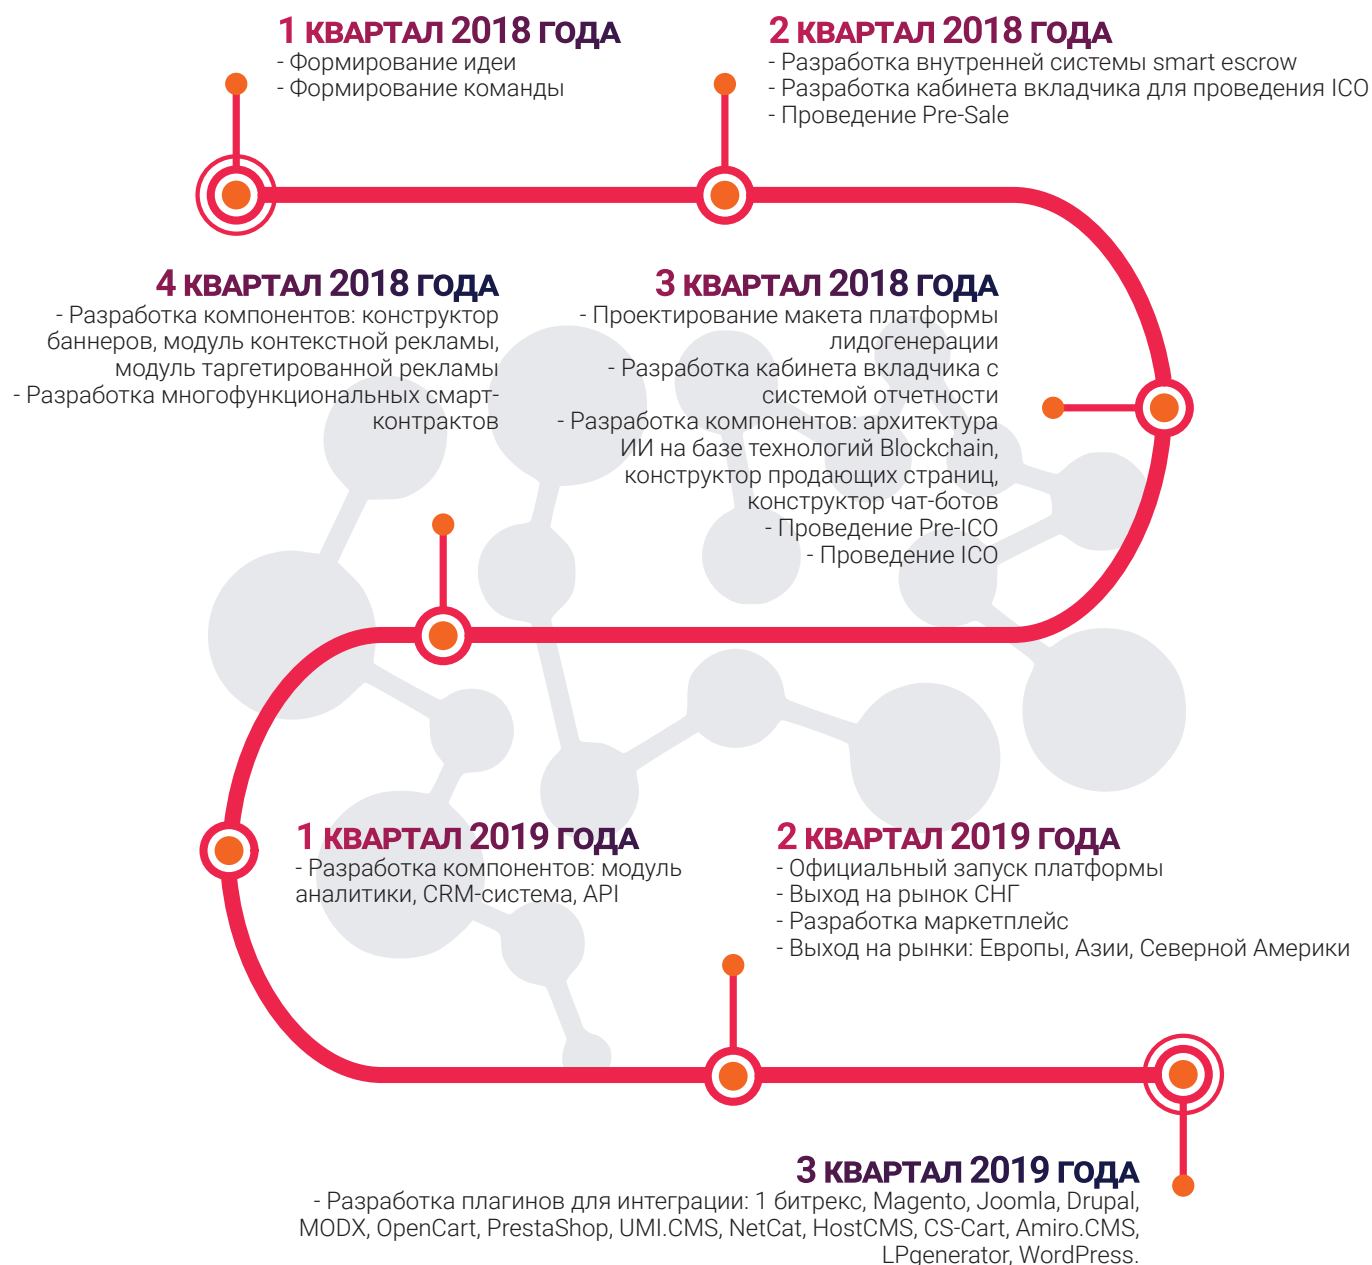 1 КВАРТАЛ 2018 ГОДА
- Формирование идеи
- Формирование команды
2 КВАРТАЛ 2018 ГОДА
- Разработка внутренней системы smart escrow
- Разработка кабинета вкладчика для проведения ICO
- Проведение Pre-Sale
3 КВАРТАЛ 2018 ГОДА
- Проектирование макета платформы
лидогенерации
- Разработка кабинета вкладчика с
системой отчетности
- Разработка компонентов: архитектура
ИИ на базе технологий Blockchain,
конструктор продающих страниц,
конструктор чат-ботов
- Проведение Pre-ICO
- Проведение ICO
4 КВАРТАЛ 2018 ГОДА
- Разработка компонентов: конструктор
баннеров, модуль контекстной рекламы,
модуль таргетированной рекламы
- Разработка многофункциональных смарт-
контрактов
1 КВАРТАЛ 2019 ГОДА
- Разработка компонентов: модуль
аналитики, CRM-система, API
2 КВАРТАЛ 2019 ГОДА
- Официальный запуск платформы
- Выход на рынок СНГ
- Разработка маркетплейс
- Выход на рынки: Европы, Азии, Северной Америки
3 КВАРТАЛ 2019 ГОДА
- Разработка плагинов для интеграции: 1 битрекс, Magento, Joomla, Drupal,
MODX, OpenCart, PrestaShop, UMI.CMS, NetCat, HostCMS, CS-Cart, Amiro.CMS,
LPgenerator, WordPress.